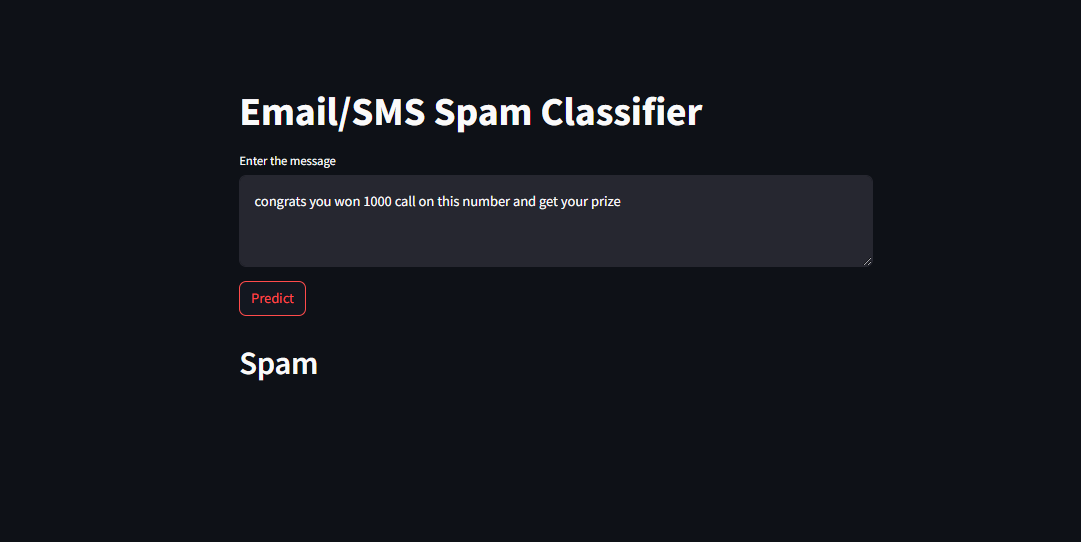 Email/SMS Spam Classifier
Enter the message
congrats you won 1000 call on this number and get your prize
Predict
Spam